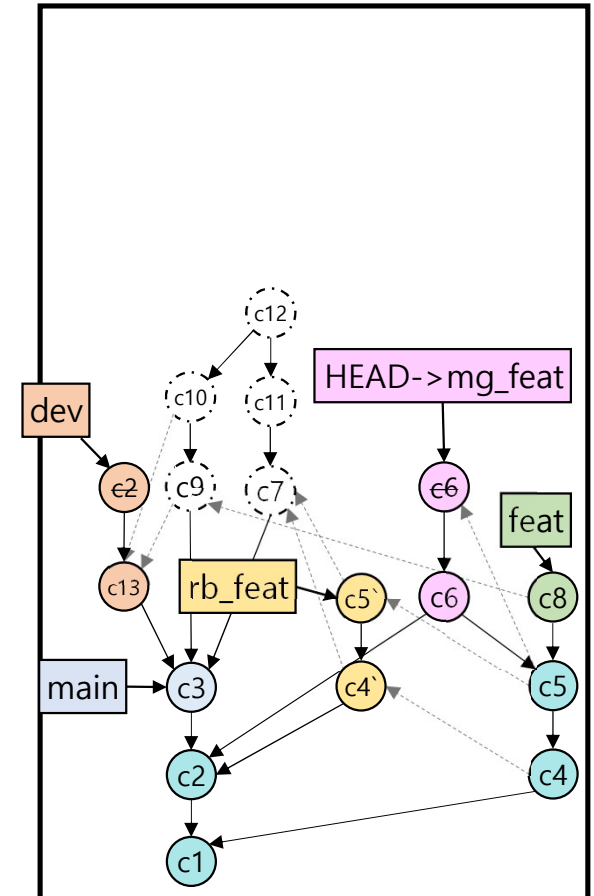 c12
c10
c11
HEAD->mg_feat
dev
c2
c9
c7
c6
feat
c13
rb_feat
c5`
c6
c8
main
c3
c4`
c5
c2
c4
c1